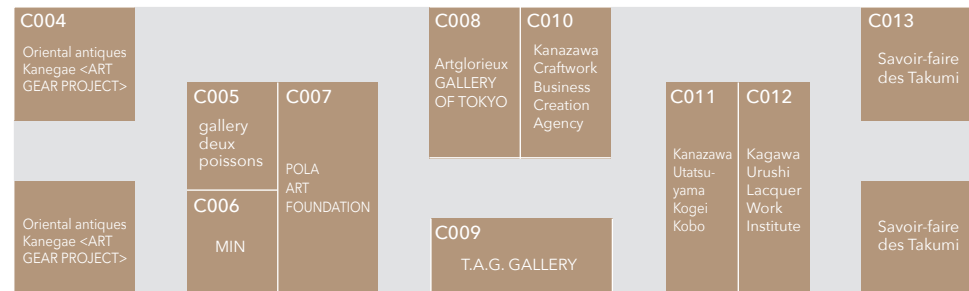 C004
Oriental antiques
Kanegae <ART
GEAR PROJECT>
Oriental antiques
Kanegae <ART
GEAR PROJECT>
C005
gallery
deux
poissons
C006
MIN
C007
POLA
ART
FOUNDATION
C008
Artglorieux
GALLERY
OF TOKYO
C010
Kanazawa
Craftwork
Business
Creation
Agency
C009
T.A.G. GALLERY
C011
Kanazawa
Utatsu-
yama
Kogei
Kobo
C012
Kagawa
Urushi
Lacquer
Work
Institute
C013
Savoir-faire
des Takumi
Savoir-faire
des Takumi